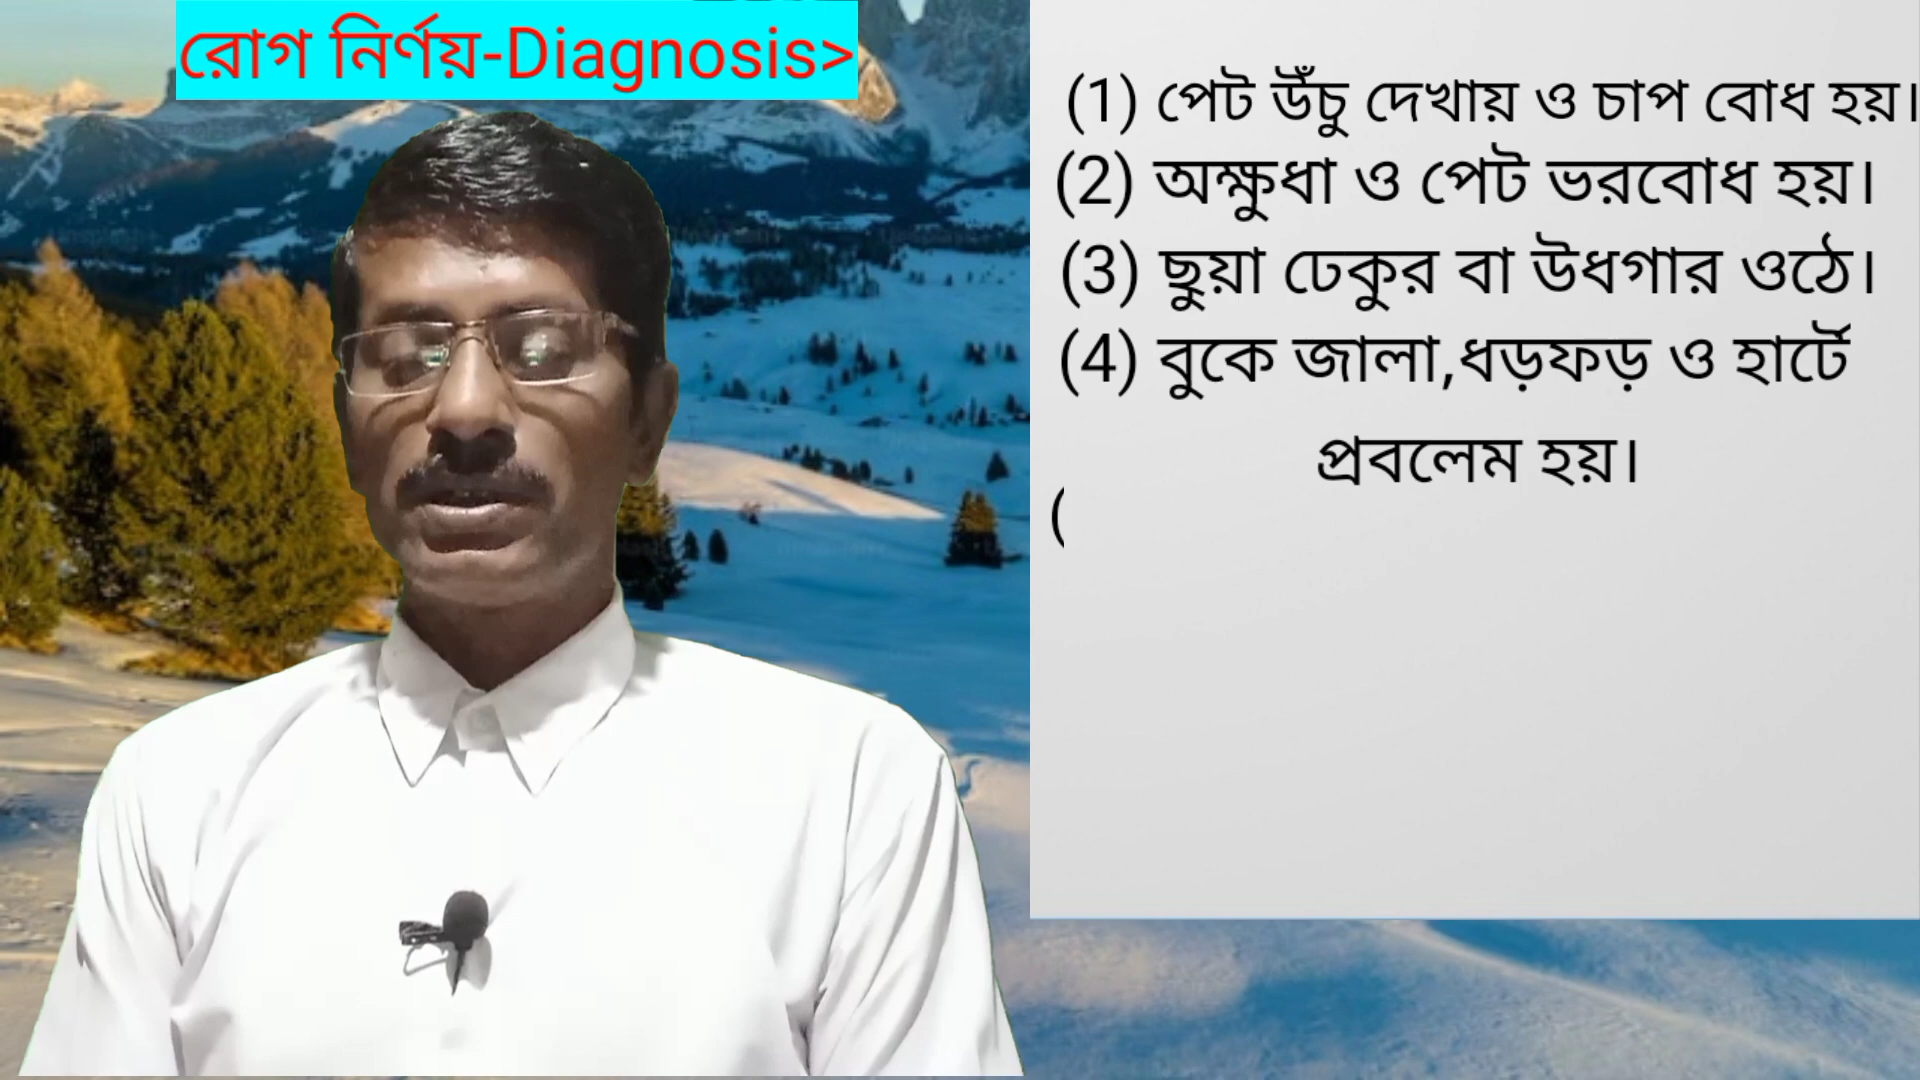 রোগ নির্ণয়-Diagnosis>
(1) পেট উঁচু দেখায় ও চাপ বোধ হয়।
(2) অক্ষুধা ও পেট ভরবোধ হয়।
(3) ছুয়া ঢেকুর বা উধগার ওঠে।
(4) বুকে জালা,ধড়ফড় ও হার্টে
প্রবলেম হয়।
(